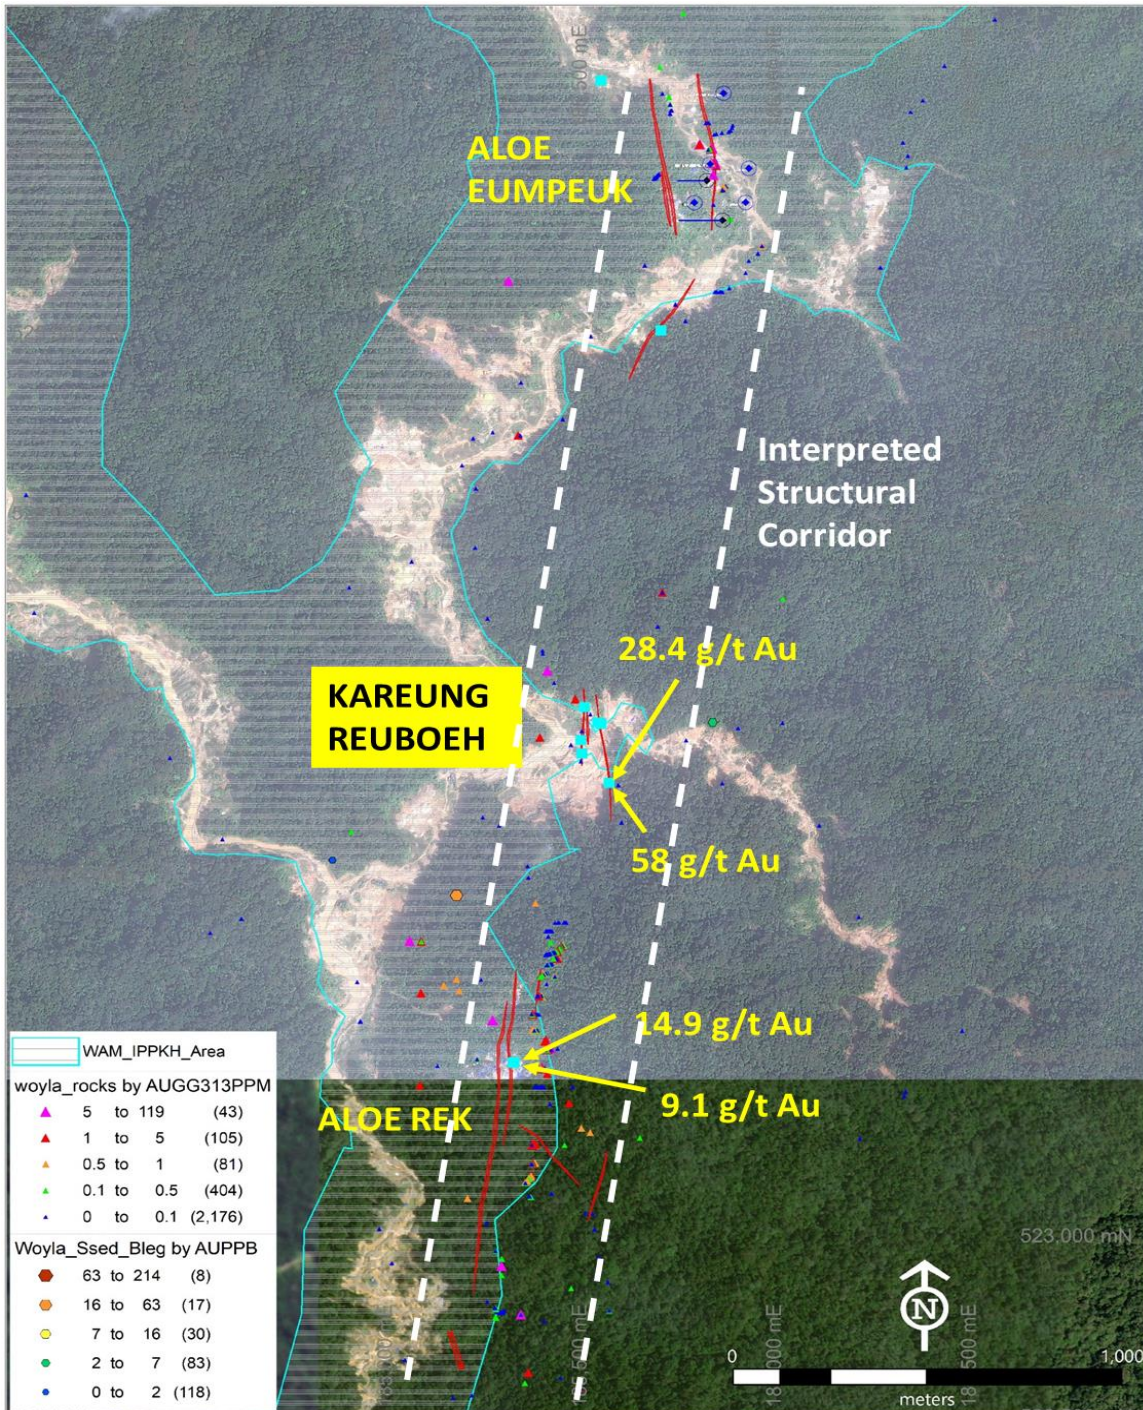 500 mE
ALOE
EUMPEUK
Interpreted
Structural
Corridor
28.4 g/t Au
KAREUNG
REUBOEH
58 g/t Au
14.9 g/t Au
9.1 g/t Au
ALOE REK
WAM_IPPKH_Area
woyla_rocks by AUGG313PPM
5 to 119 (43)
1 to 5 (105)
0.5 to 1 (81)
0.1 to 0.5 (404)
0 to 0.1 (2,176)
Woyla_Ssed_Bleg by AUPPB
63 to 214 (8)
16 to 63 (17)
7 to 16 (30)
2 to 7 (83)
0 to 2 (118)
523,000 mN
N
0 1,000
meters